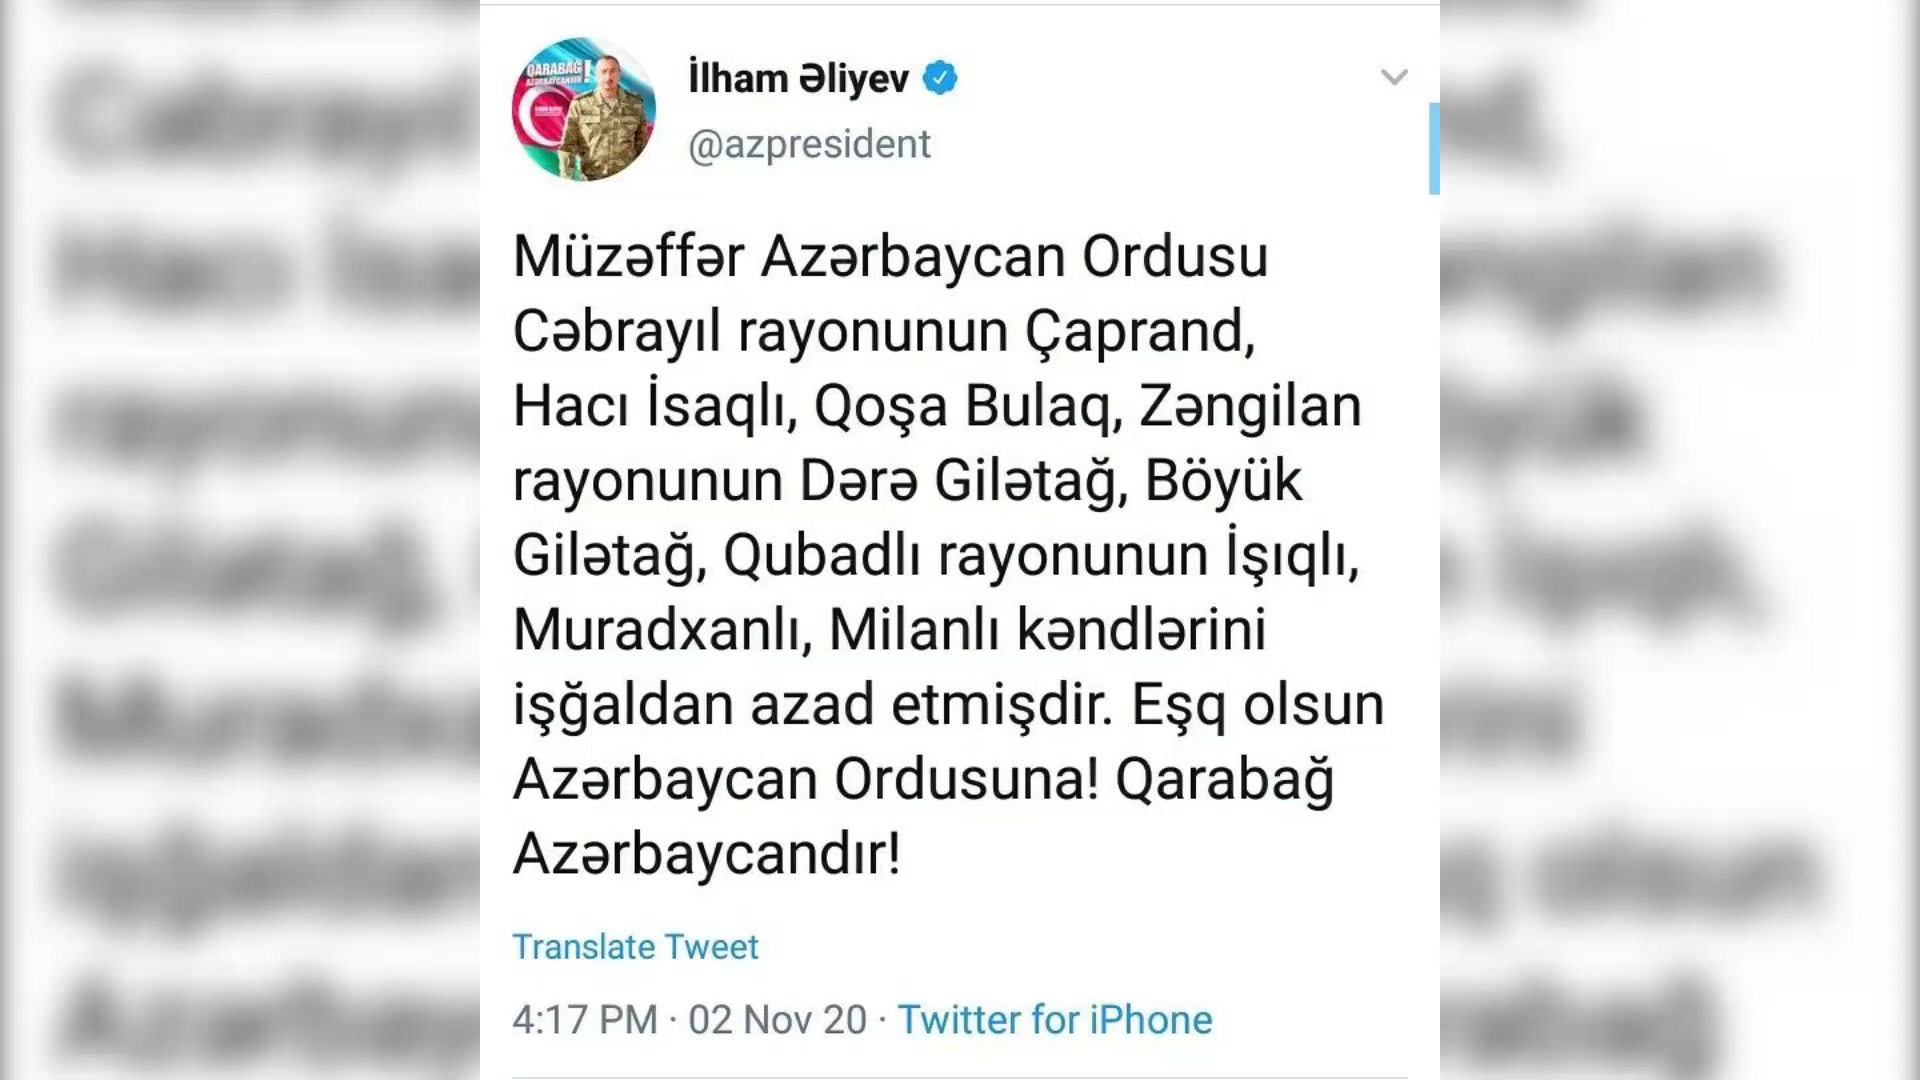 QARABAĞ
AZƏRBAYCANDIR!
İlham Əliyev
@azpresident
Müzəffər Azərbaycan Ordusu
Cəbrayıl rayonunun Çaprand,
Hacı İsaqlı, Qoşa Bulaq, Zəngilan
rayonunun Dərə Gilətağ, Böyük
Gilətağ, Qubadlı rayonunun İşıqlı,
Muradxanlı, Milanlı kəndlərini
işğaldan azad etmişdir. Eşq olsun
Azərbaycan Ordusuna! Qarabağ
Azərbaycandır!
Translate Tweet
4:17 PM · 02 Nov 20 · Twitter for iPhone